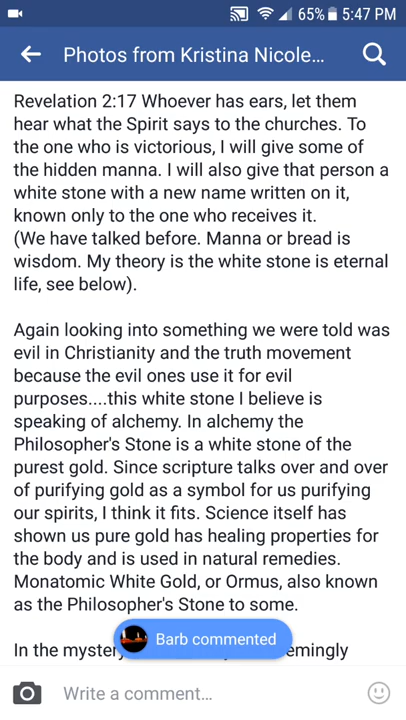 65% 5:47 PM
Photos from Kristina Nicole...
Revelation 2:17 Whoever has ears, let them
hear what the Spirit says to the churches. To
the one who is victorious, I will give some of
the hidden manna. I will also give that person a
white stone with a new name written on it,
known only to the one who receives it.
(We have talked before. Manna or bread is
wisdom. My theory is the white stone is eternal
life, see below).
Again looking into something we were told was
evil in Christianity and the truth movement
because the evil ones use it for evil
purposes....this white stone I believe is
speaking of alchemy. In alchemy the
Philosopher's Stone is a white stone of the
purest gold. Since scripture talks over and over
of purifying gold as a symbol for us purifying
our spirits, I think it fits. Science itself has
shown us pure gold has healing properties for
the body and is used in natural remedies.
Monatomic White Gold, or Ormus, also known
as the Philosopher's Stone to some.
In the
Barb commented
Write a comment...